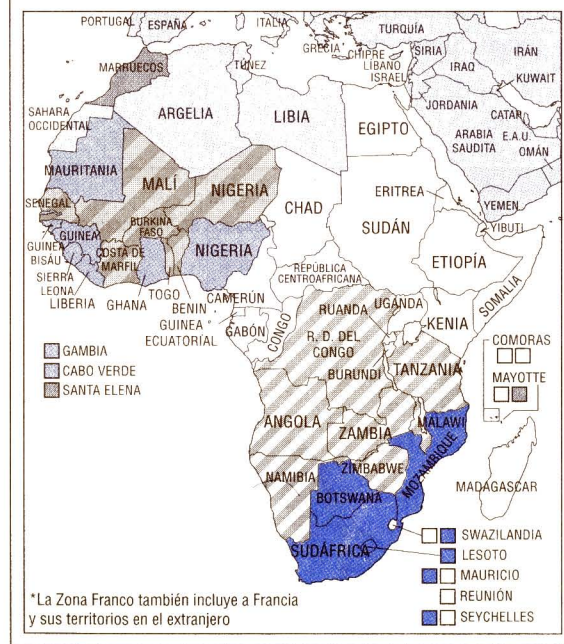 PORTUGAL
ESPAÑA
ITALIA
GRECIA
TURQUÍA
CHIPRE
LÍBANO
ISRAEL
SIRIA
IRÁN
IRAQ
KUWAIT
JORDANIA
CATAR
E.A.U.
ARABIA
SAUDITA
OMÁN
YEMEN
MARRUECOS
TÚNEZ
SAHARA
OCCIDENTAL
ARGELIA
LIBIA
EGIPTO
MAURITANIA
MALÍ
NIGERIA
CHAD
SUDÁN
ERITREA
YIBUTI
SENEGAL
BURKINA
FASO
GUINEA
NIGERIA
ETIOPÍA
GUINEA
BISÁU
COSTA DE
MARFIL
REPÚBLICA
CENTROAFRICANA
SOMALIA
SIERRA
LEONA
LIBERIA
GHANA
TOGO
BENIN
CAMERÚN
GUINEA
ECUATORIAL
GABÓN
CONGO
RUANDA
UGANDA
KENIA
R. D. DEL
CONGO
BURUNDI
TANZANIA
COMORAS
MAYOTTE
GAMBIA
CABO VERDE
SANTA ELENA
ANGOLA
ZAMBIA
MALAWI
MOZAMBIQUE
ZIMBABWE
NAMIBIA
BOTSWANA
MADAGASCAR
SUDÁFRICA
SWAZILANDIA
LESOTO
MAURICIO
REUNIÓN
SEYCHELLES
*La Zona Franco también incluye a Francia
y sus territorios en el extranjero